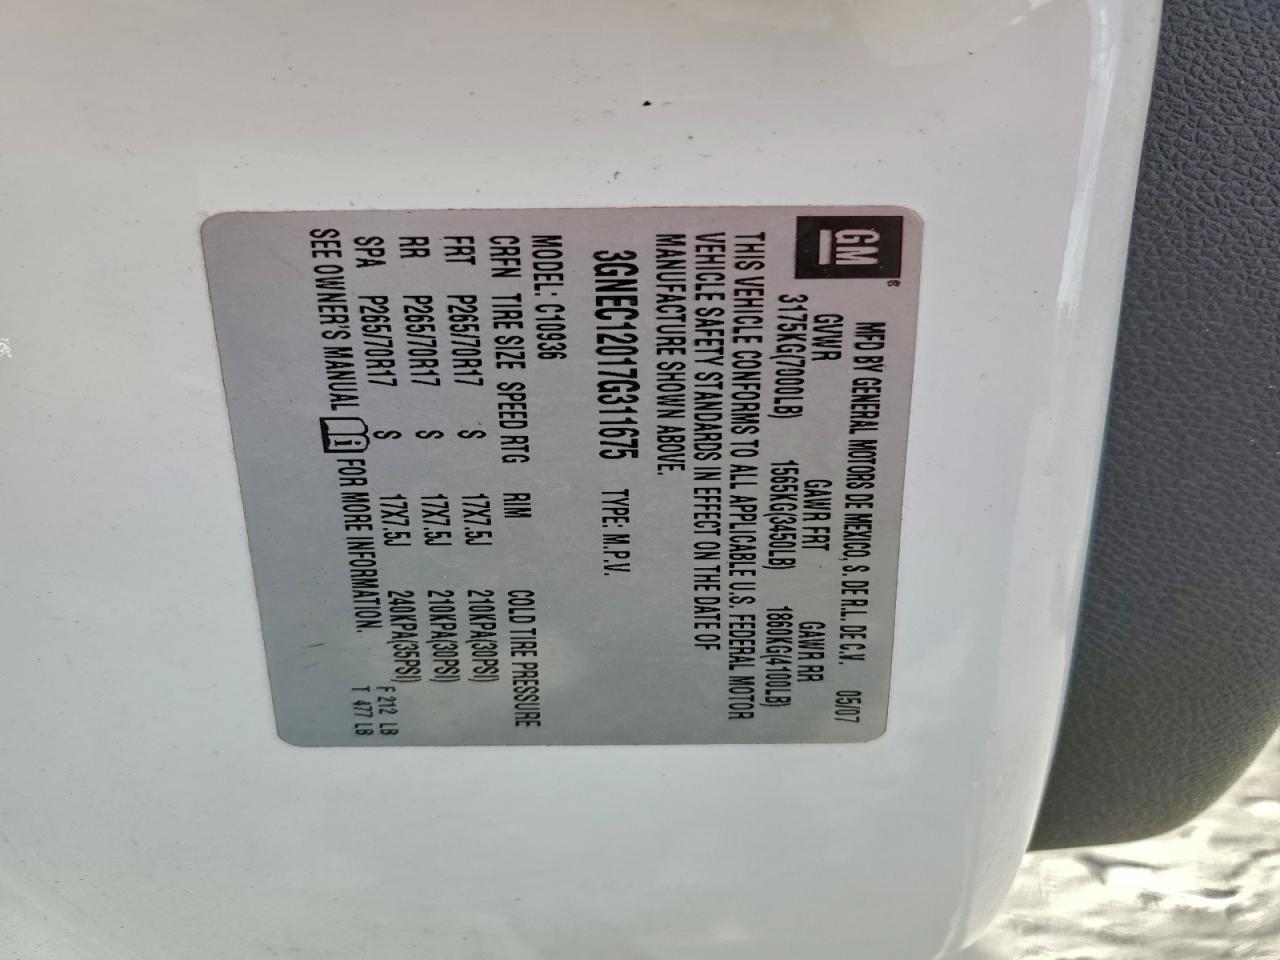 GM
MFD BY GENERAL MOTORS DE MEXICO, S. DE R.L. DE C.V. 05/07
GVWR GAWR FRT GAWR RR
3175KG(7000LB) 1565KG(3450LB) 1860KG(4100LB)
THIS VEHICLE CONFORMS TO ALL APPLICABLE U.S. FEDERAL MOTOR
VEHICLE SAFETY STANDARDS IN EFFECT ON THE DATE OF
MANUFACTURE SHOWN ABOVE.
3GNEC12017G311675 TYPE: M.P.V.
MODEL: C10936
CRFN TIRE SIZE SPEED RTG RIM COLD TIRE PRESSURE
FRT P265/70R17 S 17X7.5J 210KPA(30PSI)
RR P265/70R17 S 17X7.5J 210KPA(30PSI)
SPA P265/70R17 S 17X7.5J 240KPA(35PSI)
SEE OWNER'S MANUAL FOR MORE INFORMATION.
F 212 LB
T 477 LB